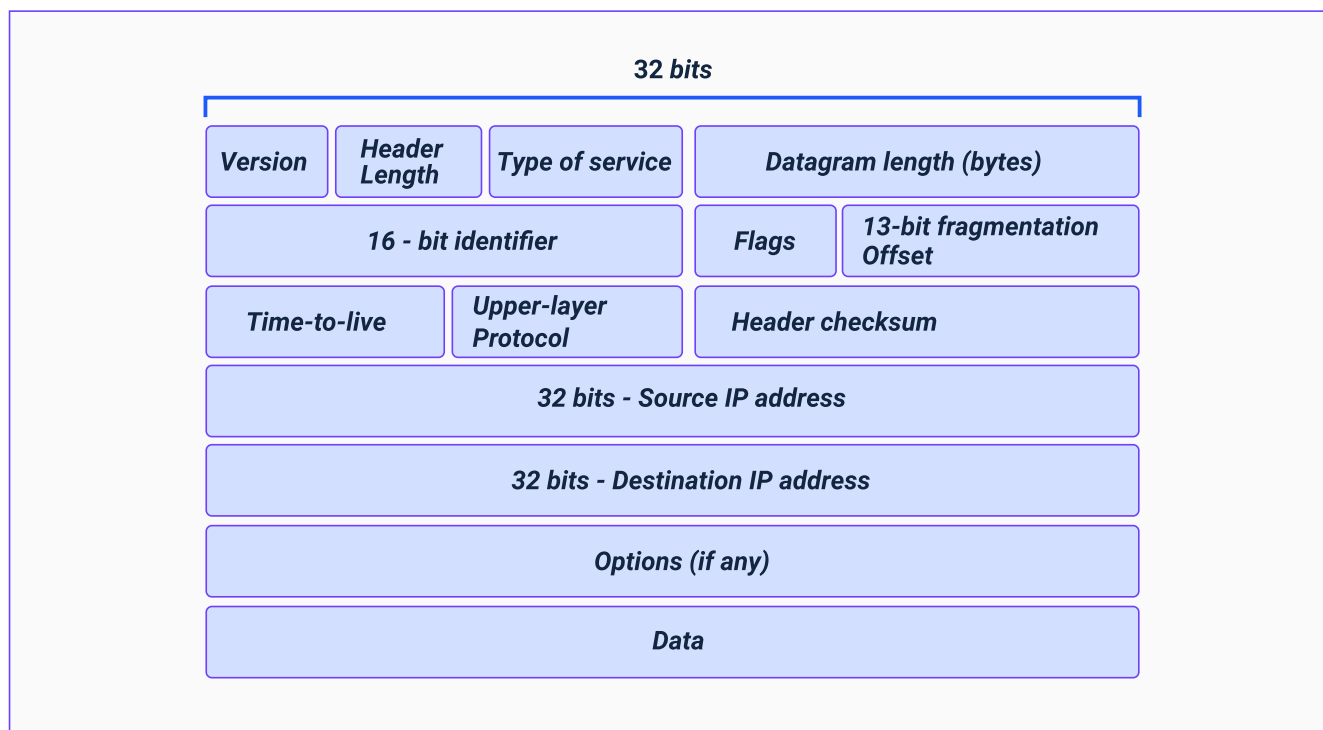 32 bits
Version
Header
Length
Type of service
Datagram length (bytes)
16 - bit identifier
Flags
13-bit fragmentation
Offset
Time-to-live
Upper-layer
Protocol
Header checksum
32 bits - Source IP address
32 bits - Destination IP address
Options (if any)
Data